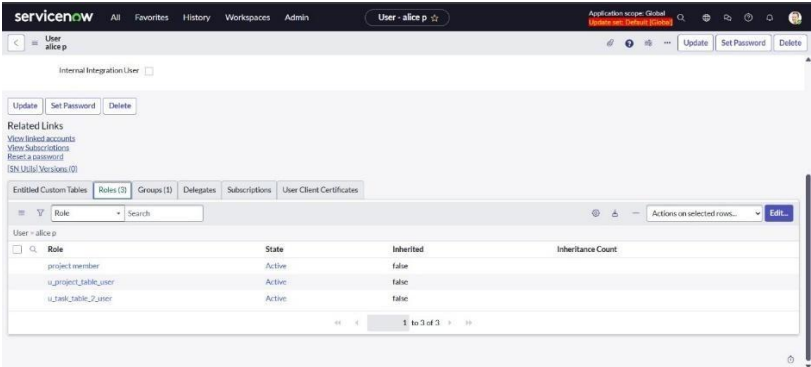 servicenow All Favorites History Workspaces Admin User - alice p ☆ Application scope: Global
Update set: Default [Global]
User
alice p
Update Set Password Delete
Internal Integration User
Update Set Password Delete
Related Links
View linked accounts
View Subscriptions
Reset a password
[SN Utils] Versions (0)
Entitled Custom Tables Roles (3) Groups (1) Delegates Subscriptions User Client Certificates
Role Search Actions on selected rows... Edit...
User = alice p
Role State Inherited Inheritance Count
project member Active false
u_project_table_user Active false
u_task_table_2_user Active false
1 to 3 of 3